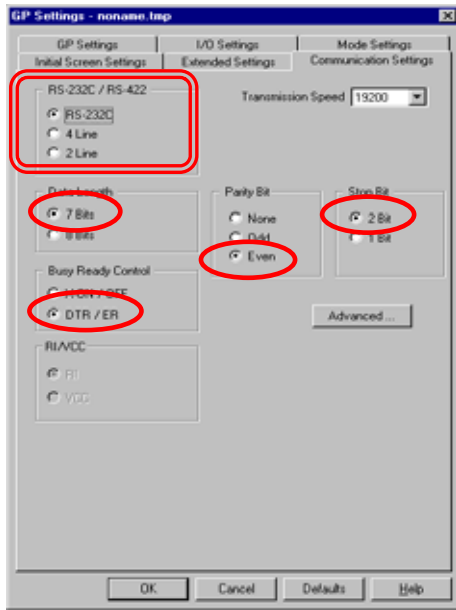 GP Settings - noname.tmp
GP Settings I/O Settings Mode Settings
Initial Screen Settings Extended Settings Communication Settings
RS-232C / RS-422
Transmission Speed 19200
RS-232C
4 Line
2 Line
Data Length Parity Bit Stop Bit
7 Bits None 2 Bit
8 Bits Odd 1 Bit
Even
Busy Ready Control
X ON / OFF
DTR / ER
Advanced ...
RI/VCC
RI
VCC
OK Cancel Defaults Help